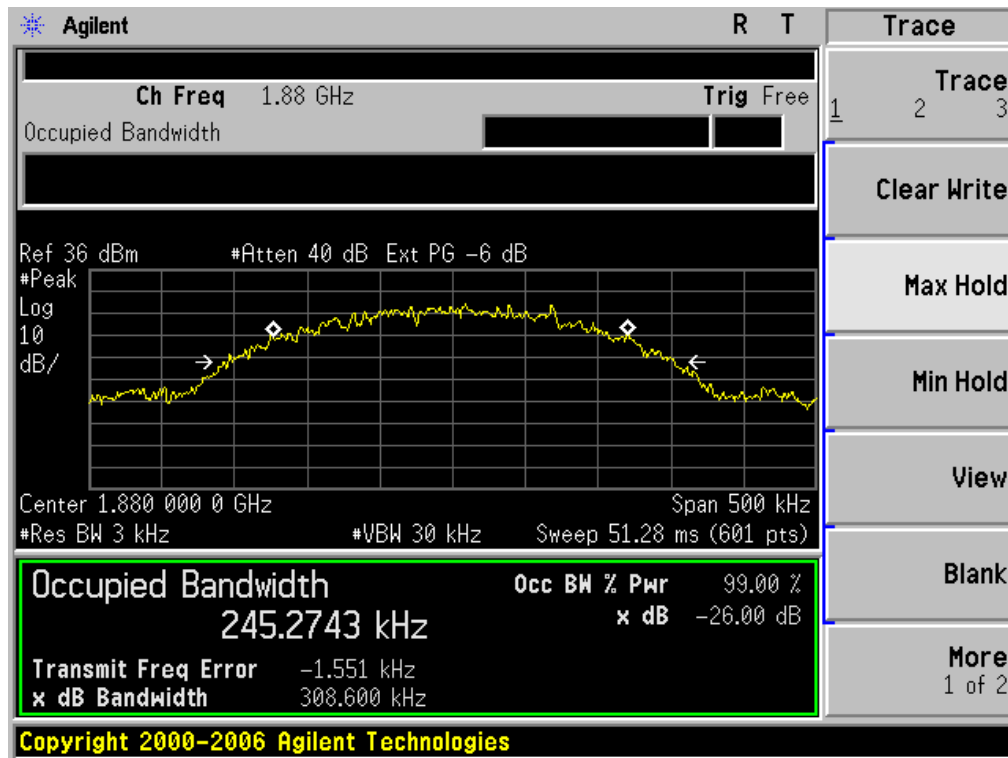 Agilent R T Trace
Ch Freq 1.88 GHz Trig Free
Occupied Bandwidth
Trace
1 2 3
Clear Write
Max Hold
Min Hold
View
Blank
More
1 of 2
Ref 36 dBm #Atten 40 dB Ext PG -6 dB
#Peak
Log
10
dB/
Center 1.880 000 0 GHz Span 500 kHz
#Res BW 3 kHz #VBW 30 kHz Sweep 51.28 ms (601 pts)
Occupied Bandwidth Occ BW % Pwr 99.00 %
245.2743 kHz x dB -26.00 dB
Transmit Freq Error -1.551 kHz
x dB Bandwidth 308.600 kHz
Copyright 2000-2006 Agilent Technologies